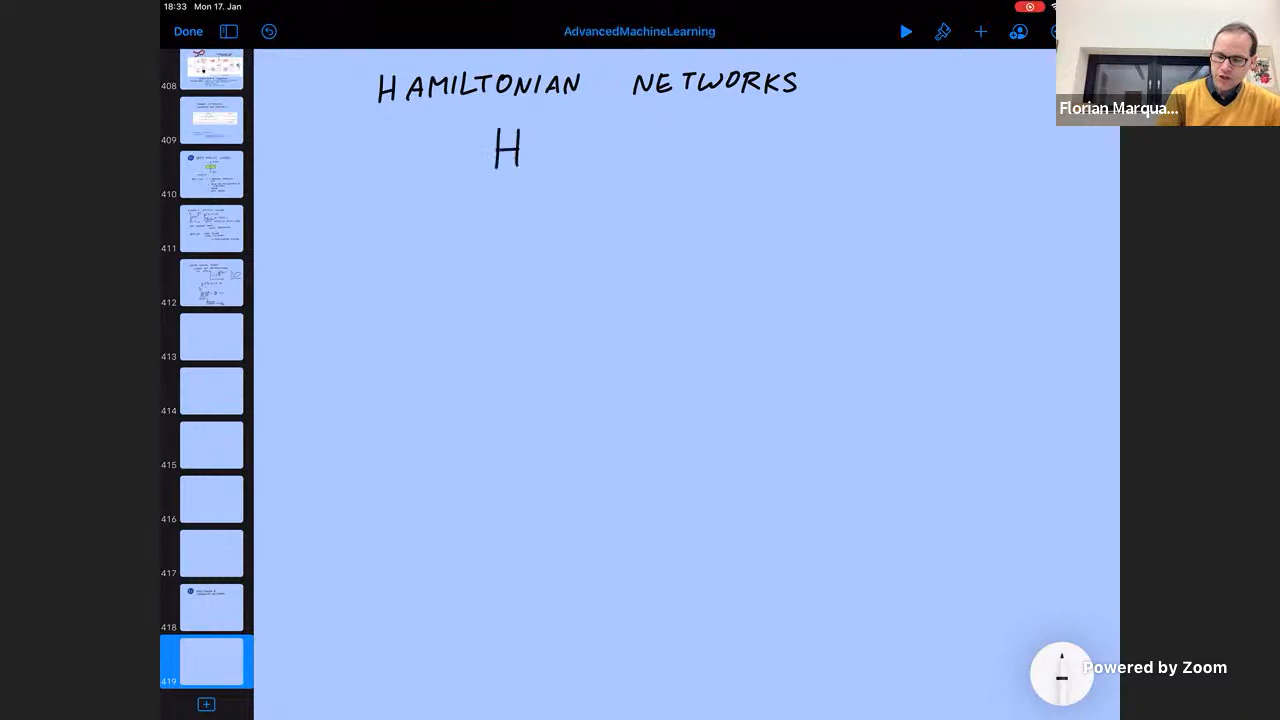 18:33 Mon 17. Jan
Done
AdvancedMachineLearning
Florian Marqua...
HAMILTONIAN NETWORKS
H
408
409
410
411
412
413
414
415
416
417
418
419
Powered by Zoom